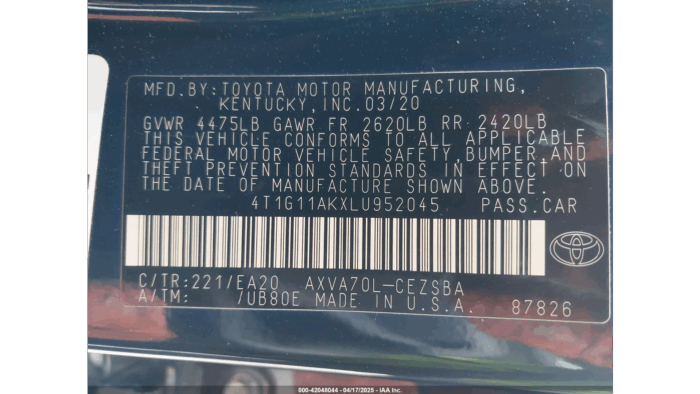 MFD.BY:TOYOTA MOTOR MANUFACTURING,
KENTUCKY,INC.03/20
GVWR 4475LB GAWR FR 2620LB RR 2420LB
THIS VEHICLE CONFORMS TO ALL APPLICABLE
FEDERAL MOTOR VEHICLE SAFETY,BUMPER,AND
THEFT PREVENTION STANDARDS IN EFFECT ON
THE DATE OF MANUFACTURE SHOWN ABOVE.
4T1G11AKXLU952045 PASS.CAR
C/TR:221/EA20 AXVA70L-CEZSBA
A/TM: /UB80E MADE IN U.S.A. 87826
000-42048044 - 04/17/2025 - IAA Inc.